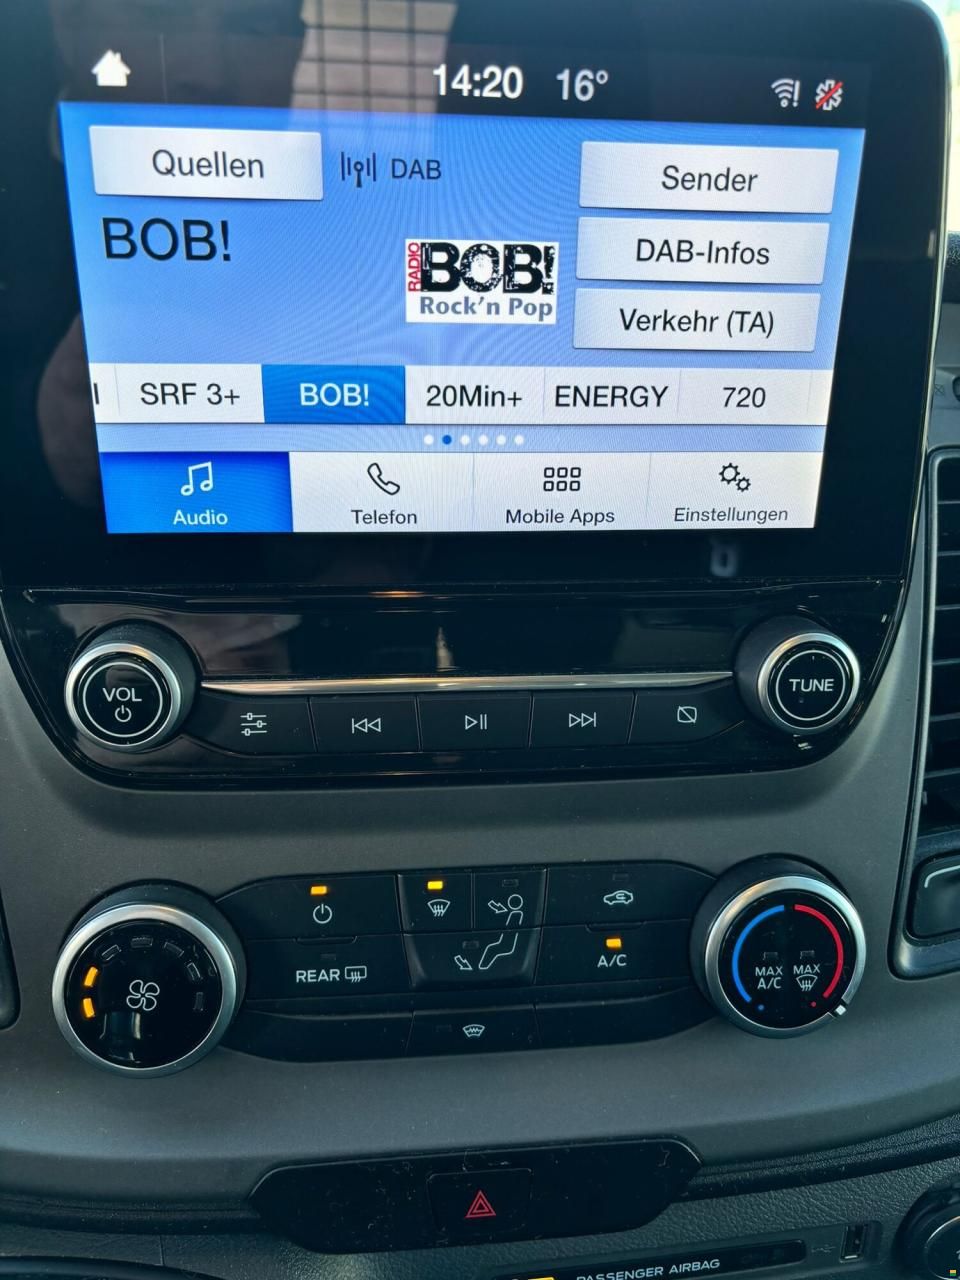 14:20 16°
Quellen DAB
Sender
BOB!
RADIO BOB!
Rock'n Pop
DAB-Infos
Verkehr (TA)
SRF 3+ BOB! 20Min+ ENERGY 720
Audio Telefon Mobile Apps Einstellungen
VOL
TUNE
REAR
A/C
MAX A/C
MAX
PASSENGER AIRBAG